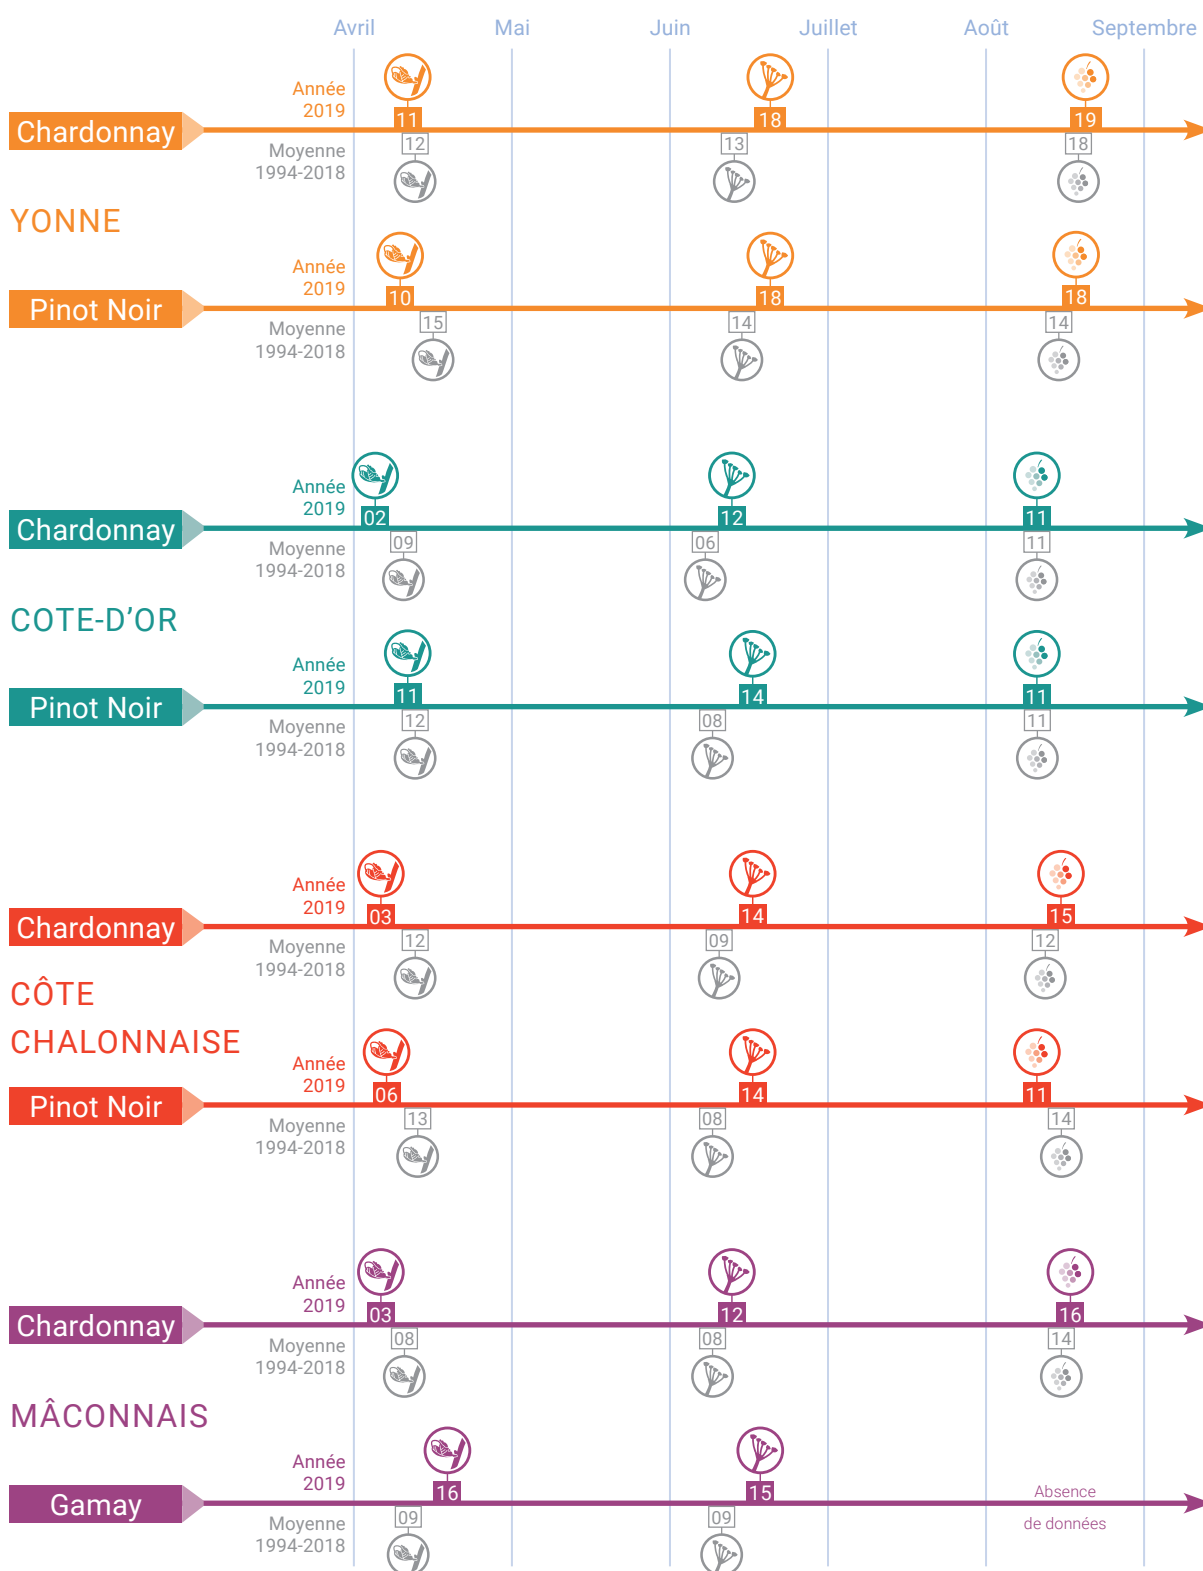 Avril Mai Juin Juillet Août Septembre
Année
2019
11 18 19
Chardonnay
Moyenne
1994-2018
12 13 18
YONNE
Année
2019
10 18 18
Pinot Noir
Moyenne
1994-2018
15 14 14
Année
2019
02 12 11
Chardonnay
Moyenne
1994-2018
09 06 11
COTE-D'OR
Année
2019
11 14 11
Pinot Noir
Moyenne
1994-2018
12 08 11
Année
2019
03 14 15
Chardonnay
Moyenne
1994-2018
12 09 12
CÔTE
CHALONNAISE
Année
2019
06 14 11
Pinot Noir
Moyenne
1994-2018
13 08 14
Année
2019
03 12 16
Chardonnay
Moyenne
1994-2018
08 08 14
MÂCONNAIS
Année
2019
16 15
Gamay
Moyenne
1994-2018
09 09
Absence
de données